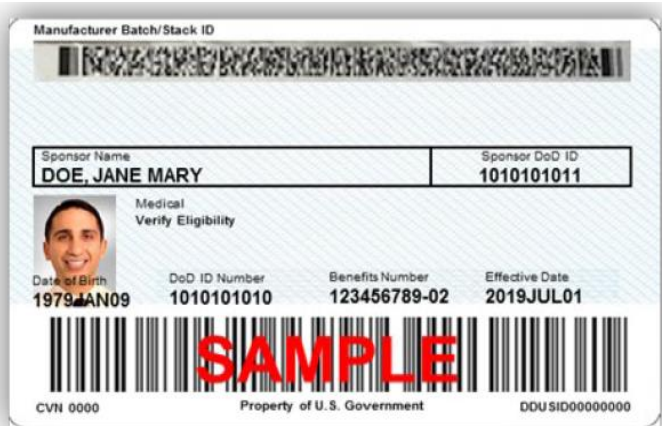 Manufacturer Batch/Stack ID
Sponsor Name Sponsor DoD ID
DOE, JANE MARY 1010101011
Medical
Verify Eligibility
Date of Birth DoD ID Number Benefits Number Effective Date
1979JAN09 1010101010 123456789-02 2019JUL01
SAMPLE
CVN 0000 Property of U.S. Government DDUSID00000000